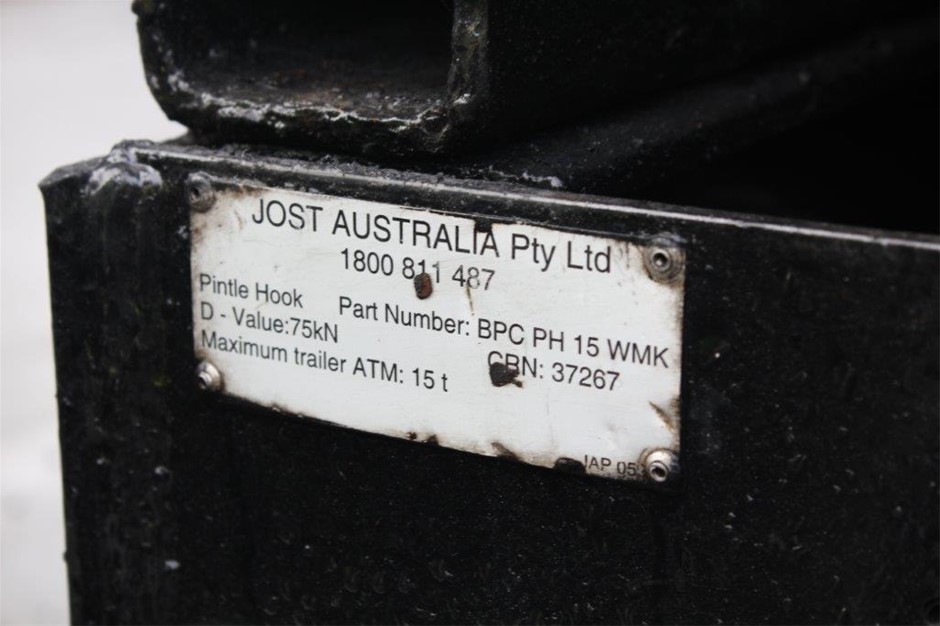 JOST AUSTRALIA Pty Ltd
1800 811 487
Pintle Hook Part Number: BPC PH 15 WMK
D - Value:75kN CRN: 37267
Maximum trailer ATM: 15 t